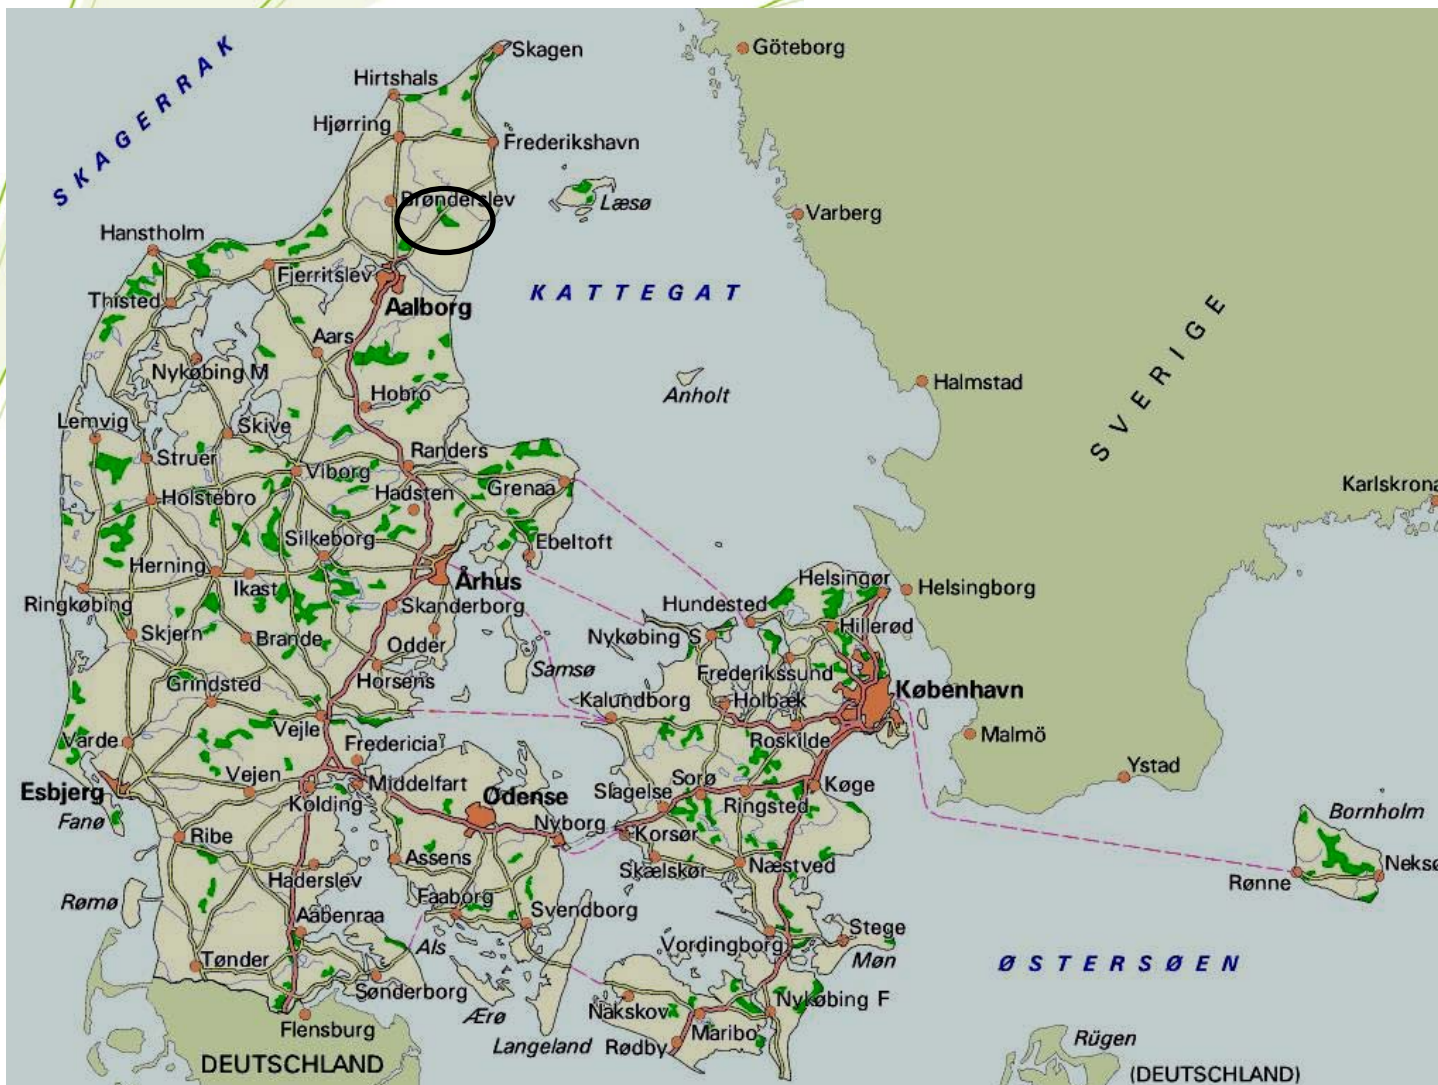 SKAGERRAK
Skagen
Göteborg
Hirtshals
Hjørring
Frederikshavn
Brønderslev
Læsø
Varberg
Hanstholm
Fjerritslev
KATTEGAT
Thisted
Aalborg
SVERIGE
Aars
Nykøbing M
Anholt
Halmstad
Hobro
Lemvig
Skive
Struer
Randers
Viborg
Holstebro
Hadsten
Grenaa
Karlskrona
Silkeborg
Ebeltoft
Herning
Ikast
Århus
Helsingør
Helsingborg
Ringkøbing
Skanderborg
Hundested
Skjern
Brande
Odder
Nykøbing S
Hillerød
Samsø
Frederikssund
Grindsted
Horsens
København
Kalundborg
Holbæk
Vejle
Varde
Fredericia
Roskilde
Malmö
Ystad
Vejen
Middelfart
Esbjerg
Kolding
Odense
Slagelse
Sorø
Ringsted
Køge
Fanø
Nyborg
Korsør
Bornholm
Ribe
Assens
Skælskør
Næstved
Haderslev
Rønne
Neksø
Rømø
Faaborg
Svendborg
Aabenraa
Stege
Als
Vordingborg
Møn
Tønder
ØSTERSØEN
Sønderborg
Nakskov
Nykøbing F
Ærø
Flensburg
Maribo
Langeland
Rødby
Rügen
DEUTSCHLAND
(DEUTSCHLAND)